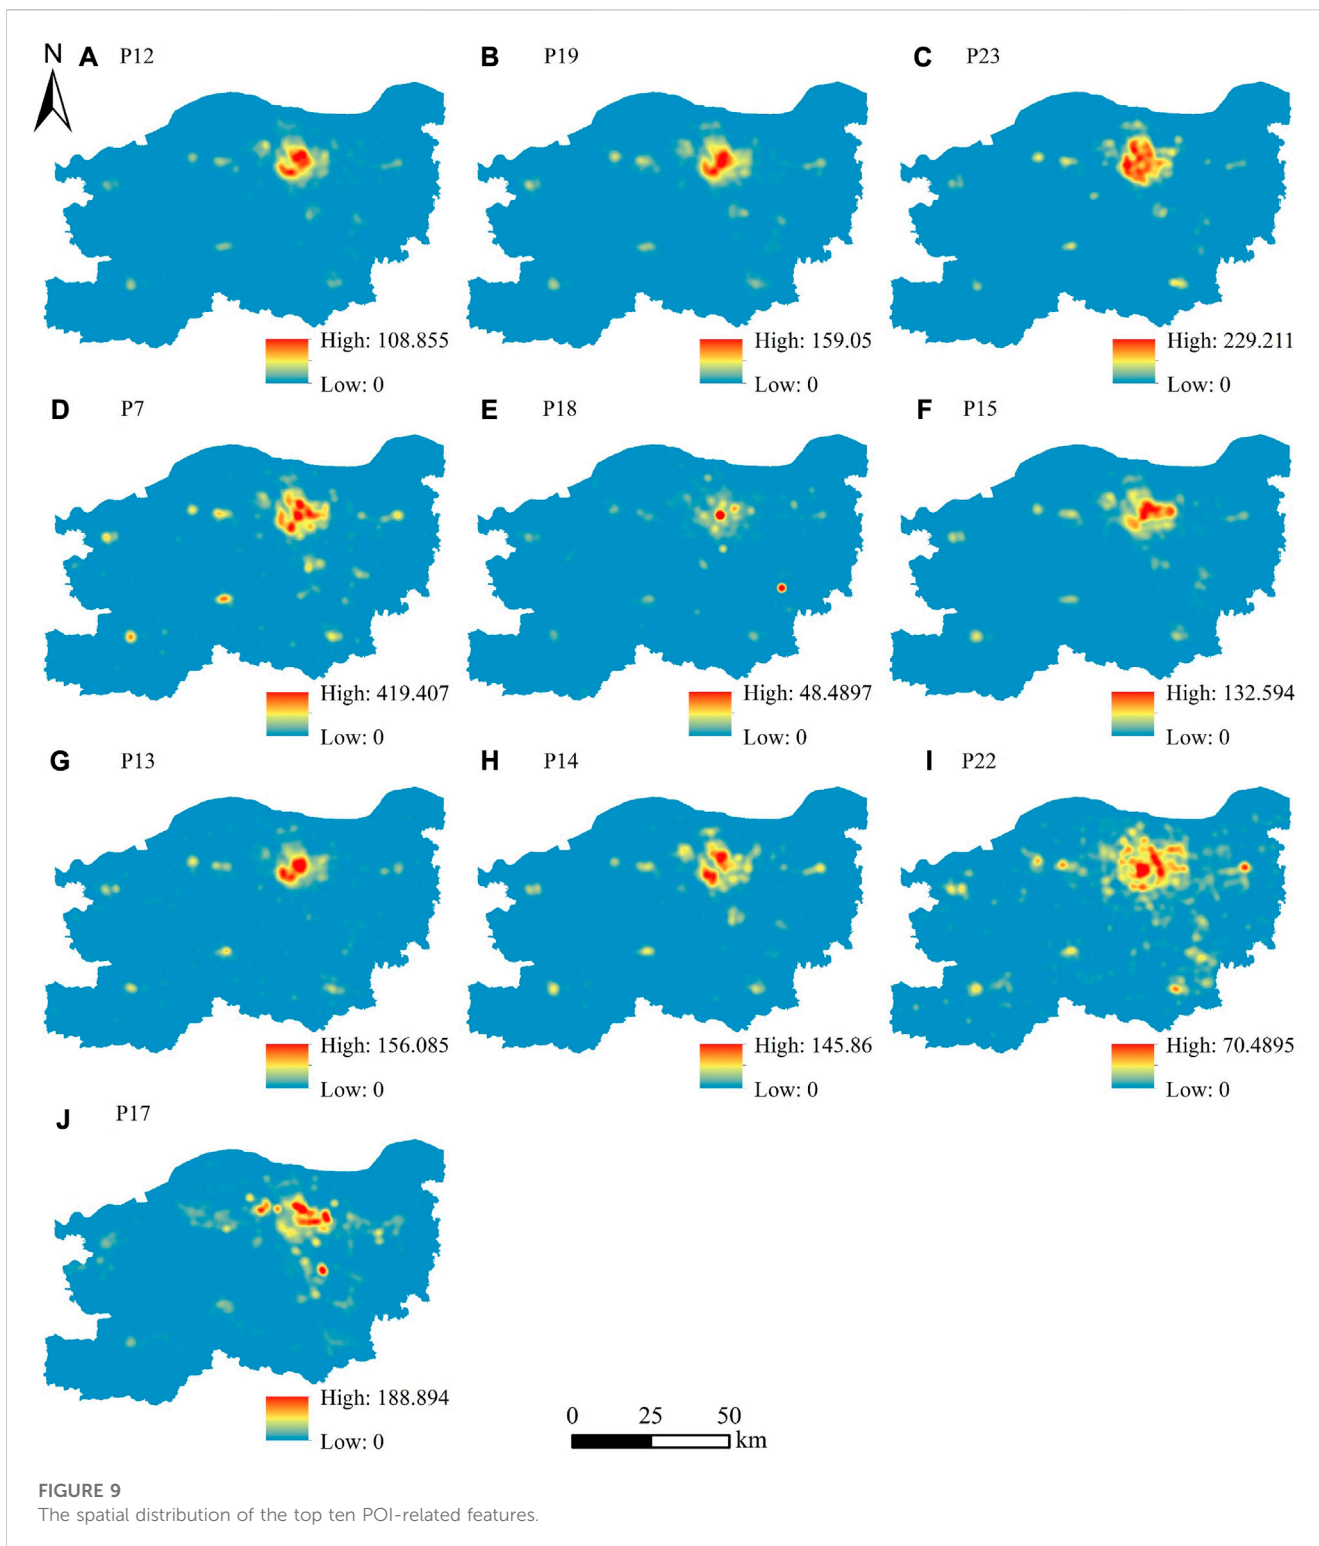 N
A P12
B P19
C P23
High: 108.855
Low: 0
High: 159.05
Low: 0
High: 229.211
Low: 0
D P7
E P18
F P15
High: 419.407
Low: 0
High: 48.4897
Low: 0
High: 132.594
Low: 0
G P13
H P14
I P22
High: 156.085
Low: 0
High: 145.86
Low: 0
High: 70.4895
Low: 0
J P17
High: 188.894
Low: 0
0 25 50
km
FIGURE 9
The spatial distribution of the top ten POI-related features.